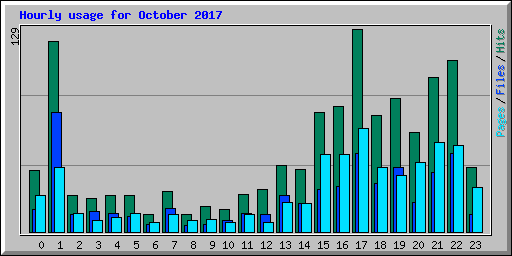 Hourly usage for October 2017
129
Pages/Files/Hits
0 1 2 3 4 5 6 7 8 9 10 11 12 13 14 15 16 17 18 19 20 21 22 23